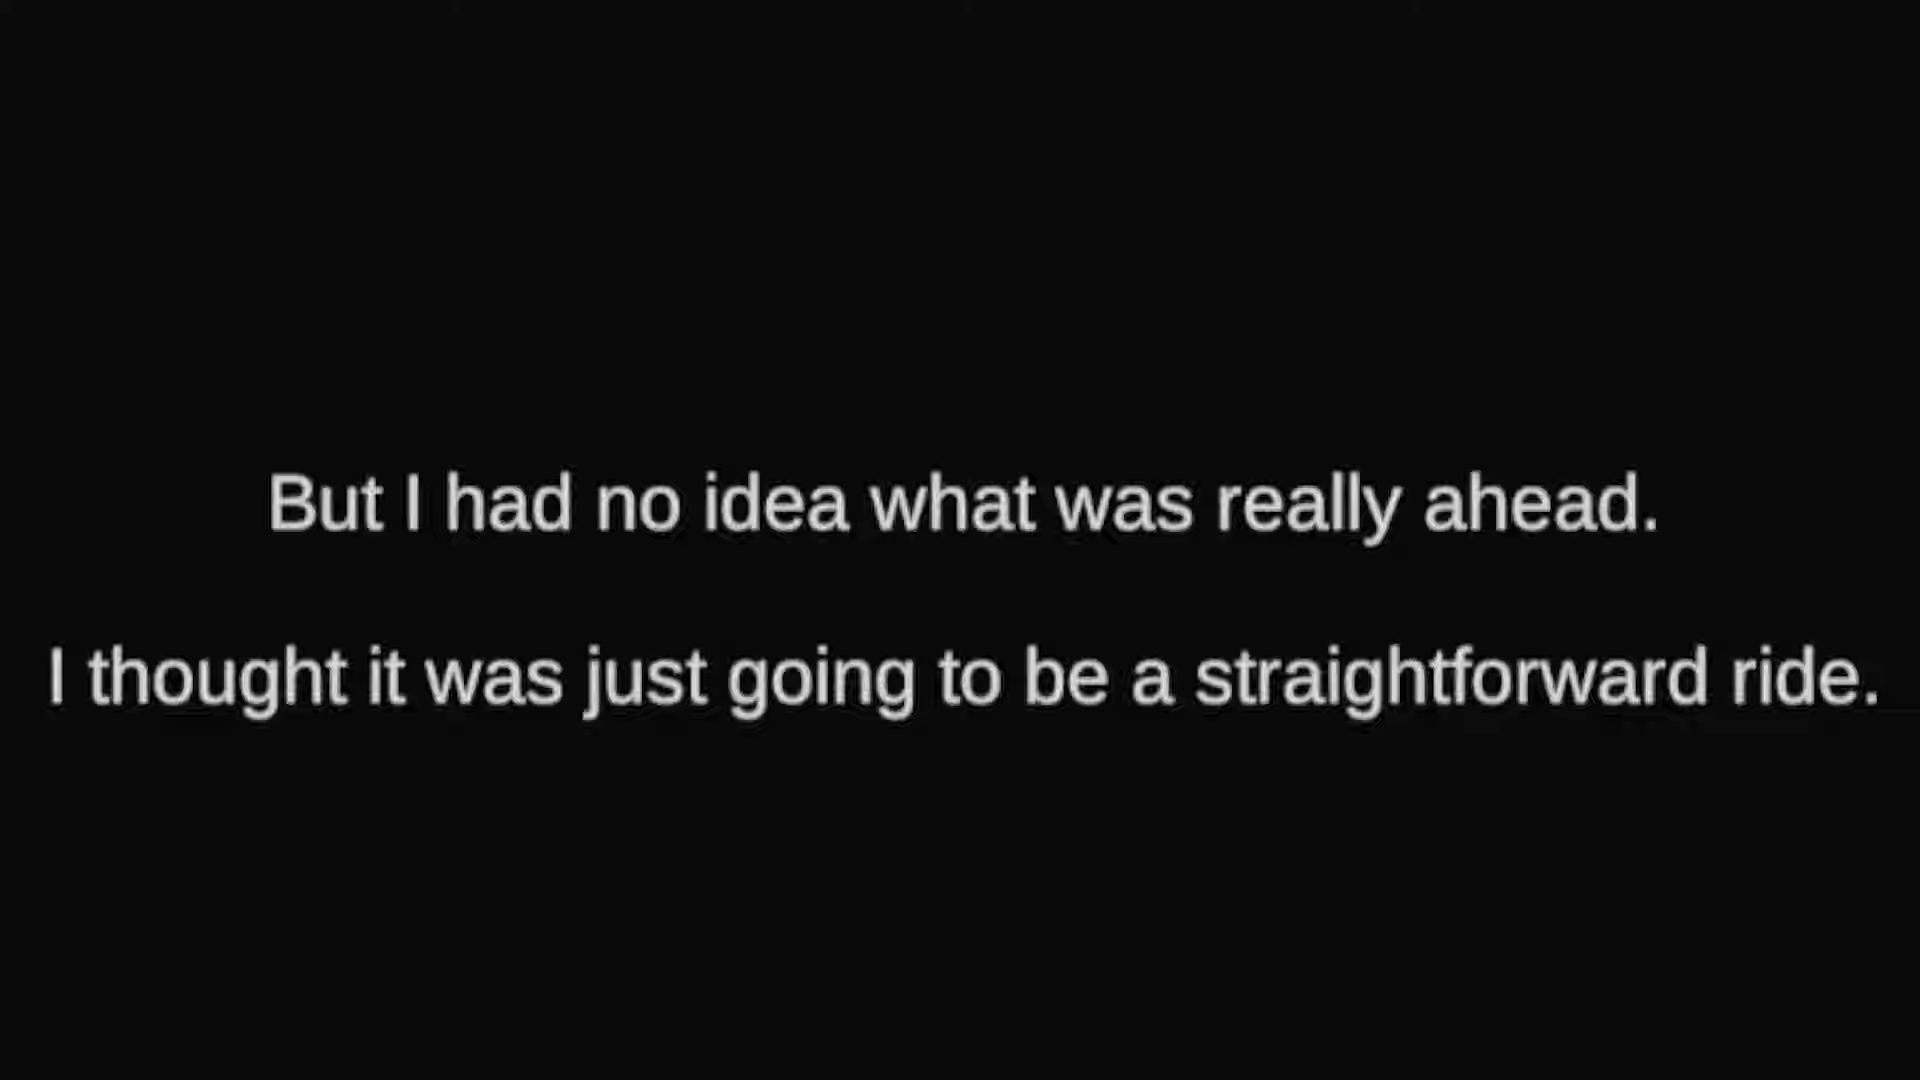 But I had no idea what was really ahead.
I thought it was just going to be a straightforward ride.